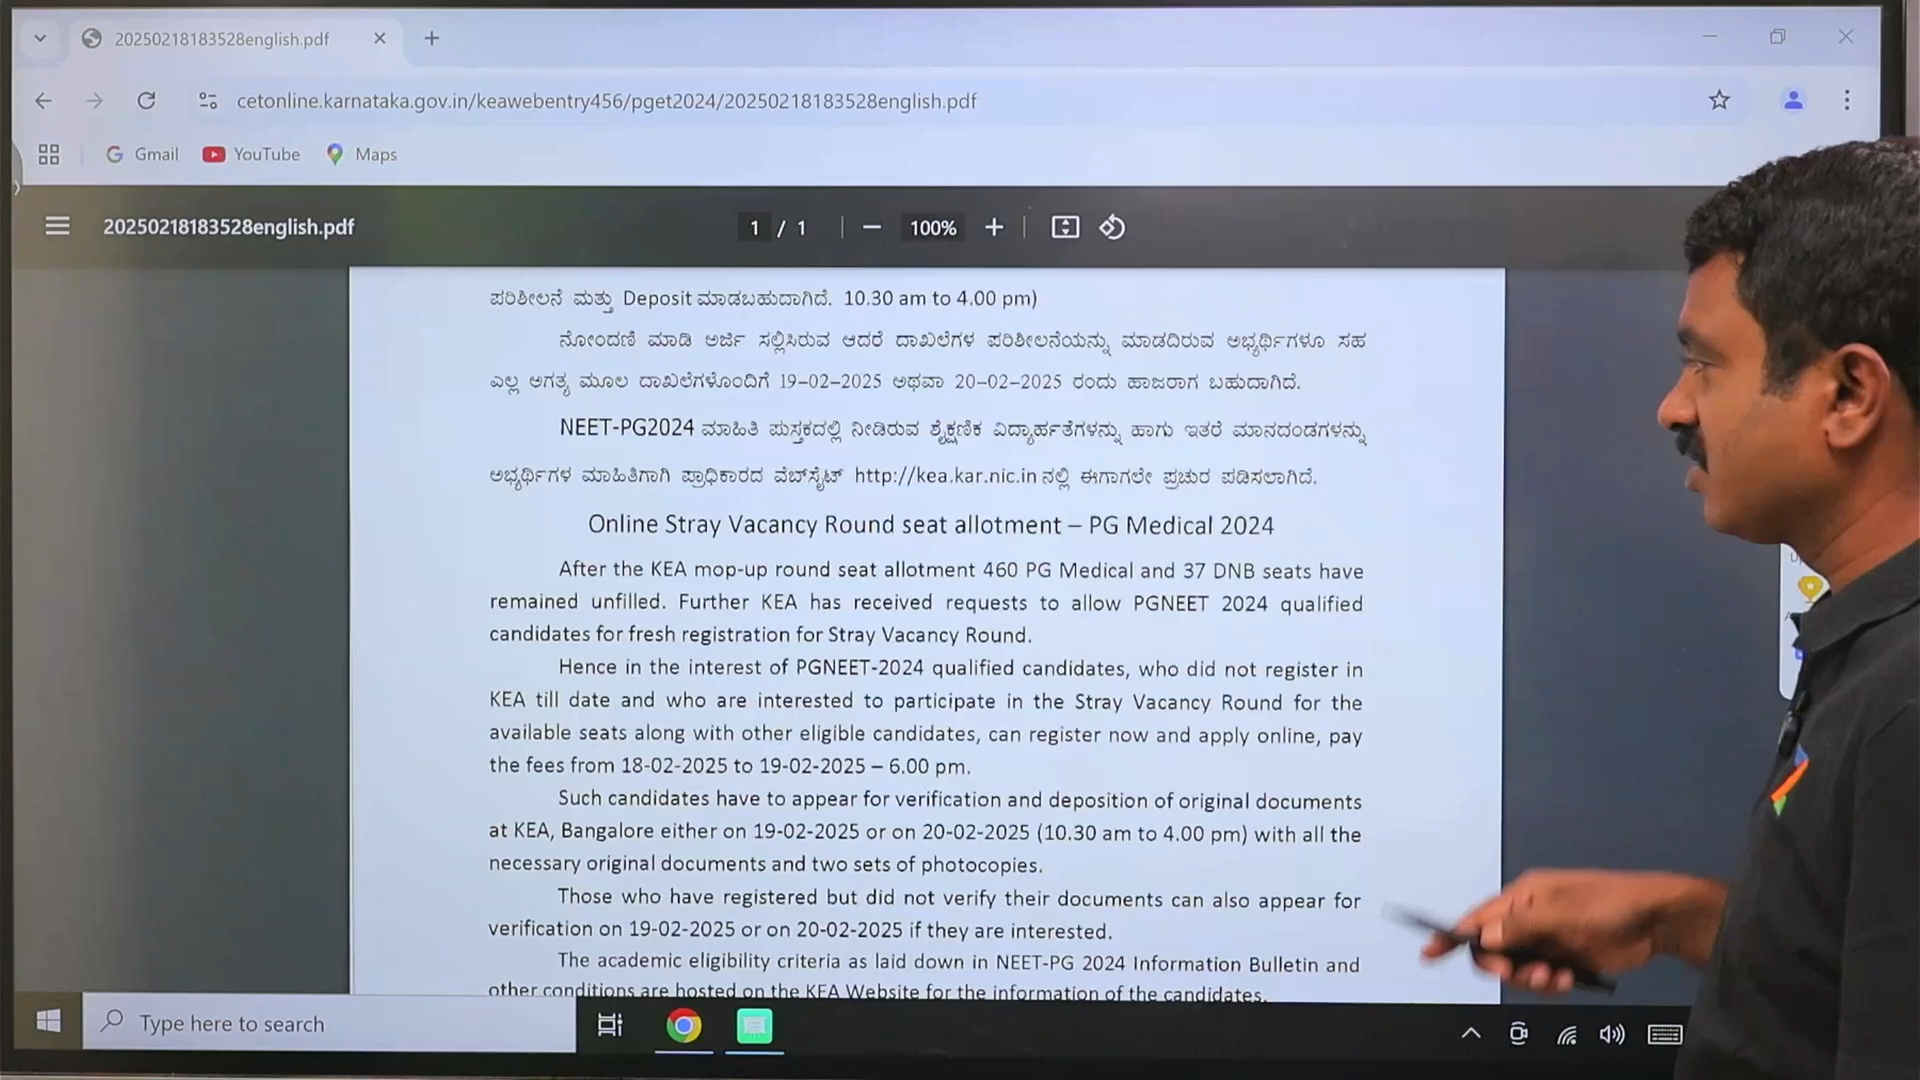 20250218183528english.pdf
cetonline.karnataka.gov.in/keawebentry456/pget2024/20250218183528english.pdf
Gmail YouTube Maps
20250218183528english.pdf 1 / 1 100%
ಪರಿಶೀಲನೆ ಮತ್ತು Deposit ಮಾಡಬಹುದಾಗಿದೆ. 10.30 am to 4.00 pm)
ನೋಂದಣಿ ಮಾಡಿ ಅರ್ಜಿ ಸಲ್ಲಿಸಿರುವ ಆದರೆ ದಾಖಲೆಗಳ ಪರಿಶೀಲನೆಯನ್ನು ಮಾಡದಿರುವ ಅಭ್ಯರ್ಥಿಗಳೂ ಸಹ
ಎಲ್ಲ ಅಗತ್ಯ ಮೂಲ ದಾಖಲೆಗಳೊಂದಿಗೆ 19-02-2025 ಅಥವಾ 20-02-2025 ರಂದು ಹಾಜರಾಗ ಬಹುದಾಗಿದೆ.
NEET-PG2024 ಮಾಹಿತಿ ಪುಸ್ತಕದಲ್ಲಿ ನೀಡಿರುವ ಶೈಕ್ಷಣಿಕ ವಿದ್ಯಾರ್ಹತೆಗಳನ್ನು ಹಾಗು ಇತರೆ ಮಾನದಂಡಗಳನ್ನು
ಅಭ್ಯರ್ಥಿಗಳ ಮಾಹಿತಿಗಾಗಿ ಪ್ರಾಧಿಕಾರದ ವೆಬ್‌ಸೈಟ್ http://kea.kar.nic.in ನಲ್ಲಿ ಈಗಾಗಲೇ ಪ್ರಚುರ ಪಡಿಸಲಾಗಿದೆ.
Online Stray Vacancy Round seat allotment – PG Medical 2024
After the KEA mop-up round seat allotment 460 PG Medical and 37 DNB seats have
remained unfilled. Further KEA has received requests to allow PGNEET 2024 qualified
candidates for fresh registration for Stray Vacancy Round.
Hence in the interest of PGNEET-2024 qualified candidates, who did not register in
KEA till date and who are interested to participate in the Stray Vacancy Round for the
available seats along with other eligible candidates, can register now and apply online, pay
the fees from 18-02-2025 to 19-02-2025 – 6.00 pm.
Such candidates have to appear for verification and deposition of original documents
at KEA, Bangalore either on 19-02-2025 or on 20-02-2025 (10.30 am to 4.00 pm) with all the
necessary original documents and two sets of photocopies.
Those who have registered but did not verify their documents can also appear for
verification on 19-02-2025 or on 20-02-2025 if they are interested.
The academic eligibility criteria as laid down in NEET-PG 2024 Information Bulletin and
other conditions are hosted on the KEA Website for the information of the candidates.
Type here to search